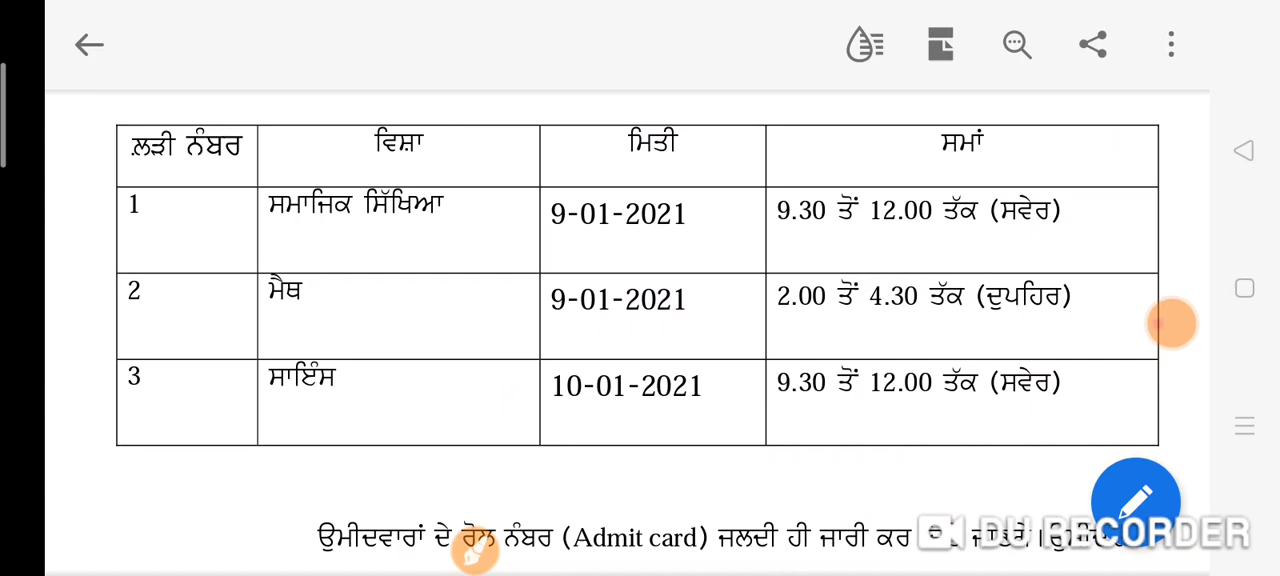 ਲੜੀ ਨੰਬਰ ਵਿਸ਼ਾ ਮਿਤੀ ਸਮਾਂ
1 ਸਮਾਜਿਕ ਸਿੱਖਿਆ 9-01-2021 9.30 ਤੋਂ 12.00 ਤੱਕ (ਸਵੇਰ)
2 ਮੈਥ 9-01-2021 2.00 ਤੋਂ 4.30 ਤੱਕ (ਦੁਪਹਿਰ)
3 ਸਾਇੰਸ 10-01-2021 9.30 ਤੋਂ 12.00 ਤੱਕ (ਸਵੇਰ)
ਉਮੀਦਵਾਰਾਂ ਦੇ ਰੋਲ ਨੰਬਰ (Admit card) ਜਲਦੀ ਹੀ ਜਾਰੀ ਕਰ
DU RECORDER